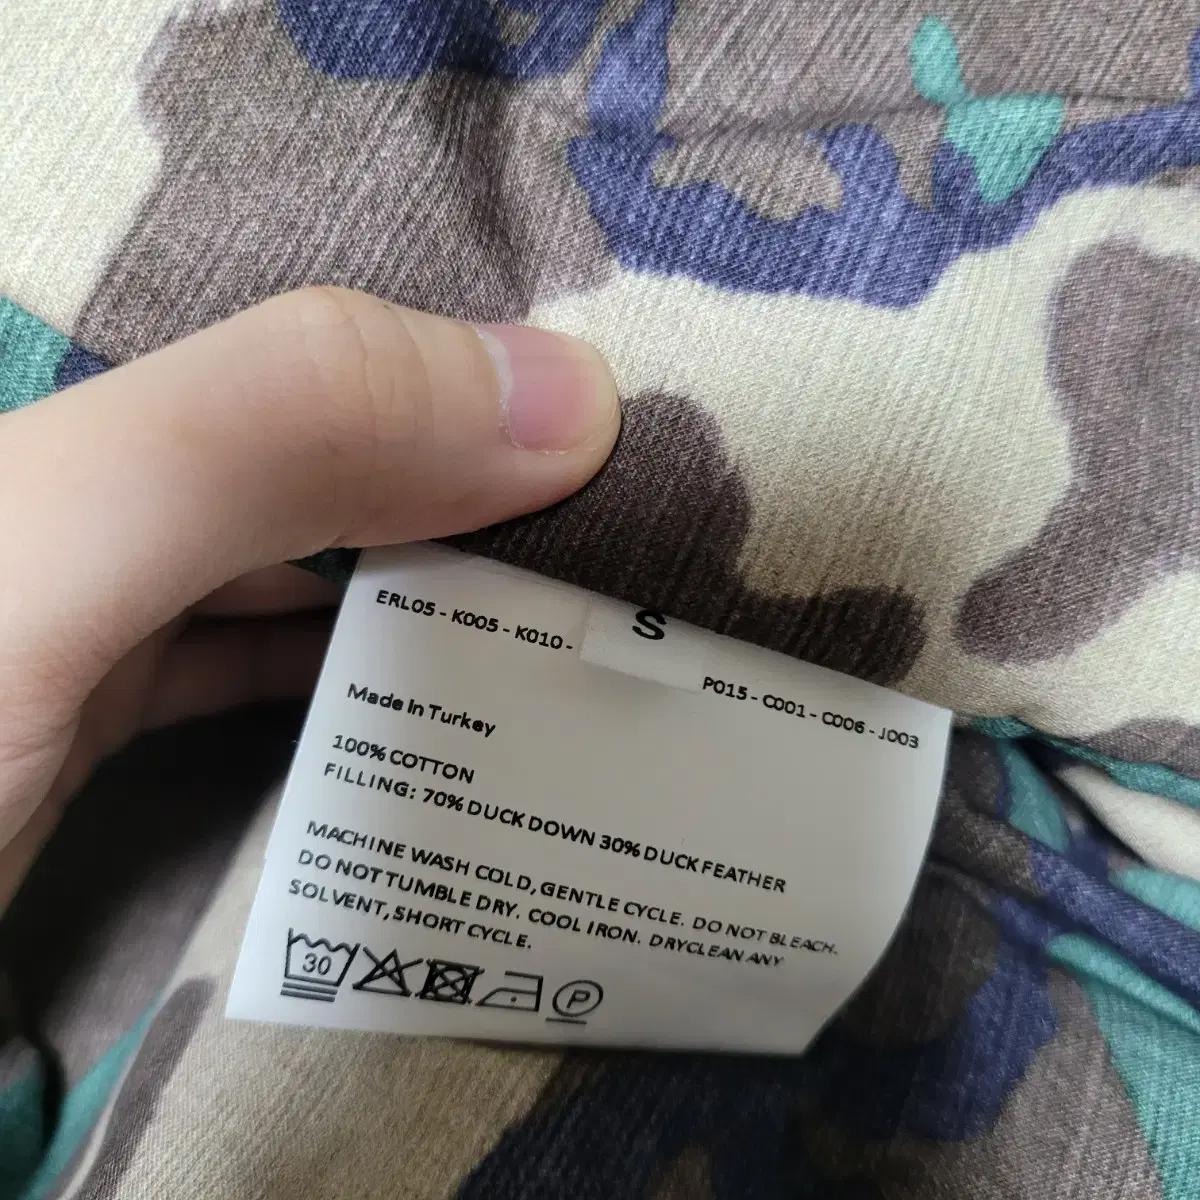 ERL05 - K005 - K010 -
S
P015 - C001 - C006 - J003
Made In Turkey
100% COTTON
FILLING: 70% DUCK DOWN 30% DUCK FEATHER
MACHINE WASH COLD, GENTLE CYCLE. DO NOT BLEACH.
DO NOT TUMBLE DRY. COOL IRON. DRYCLEAN ANY
SOLVENT, SHORT CYCLE.
30 P